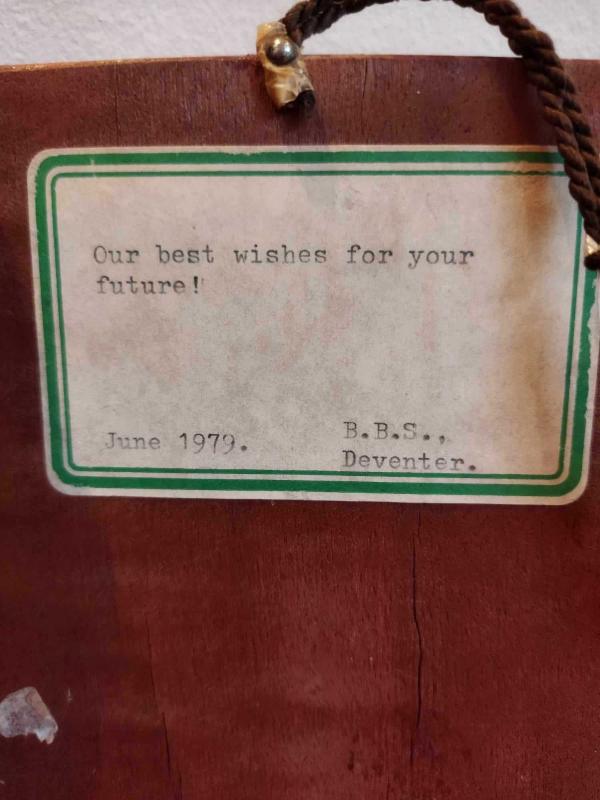 Our best wishes for your
future!
June 1979.
B.B.S.,
Deventer.